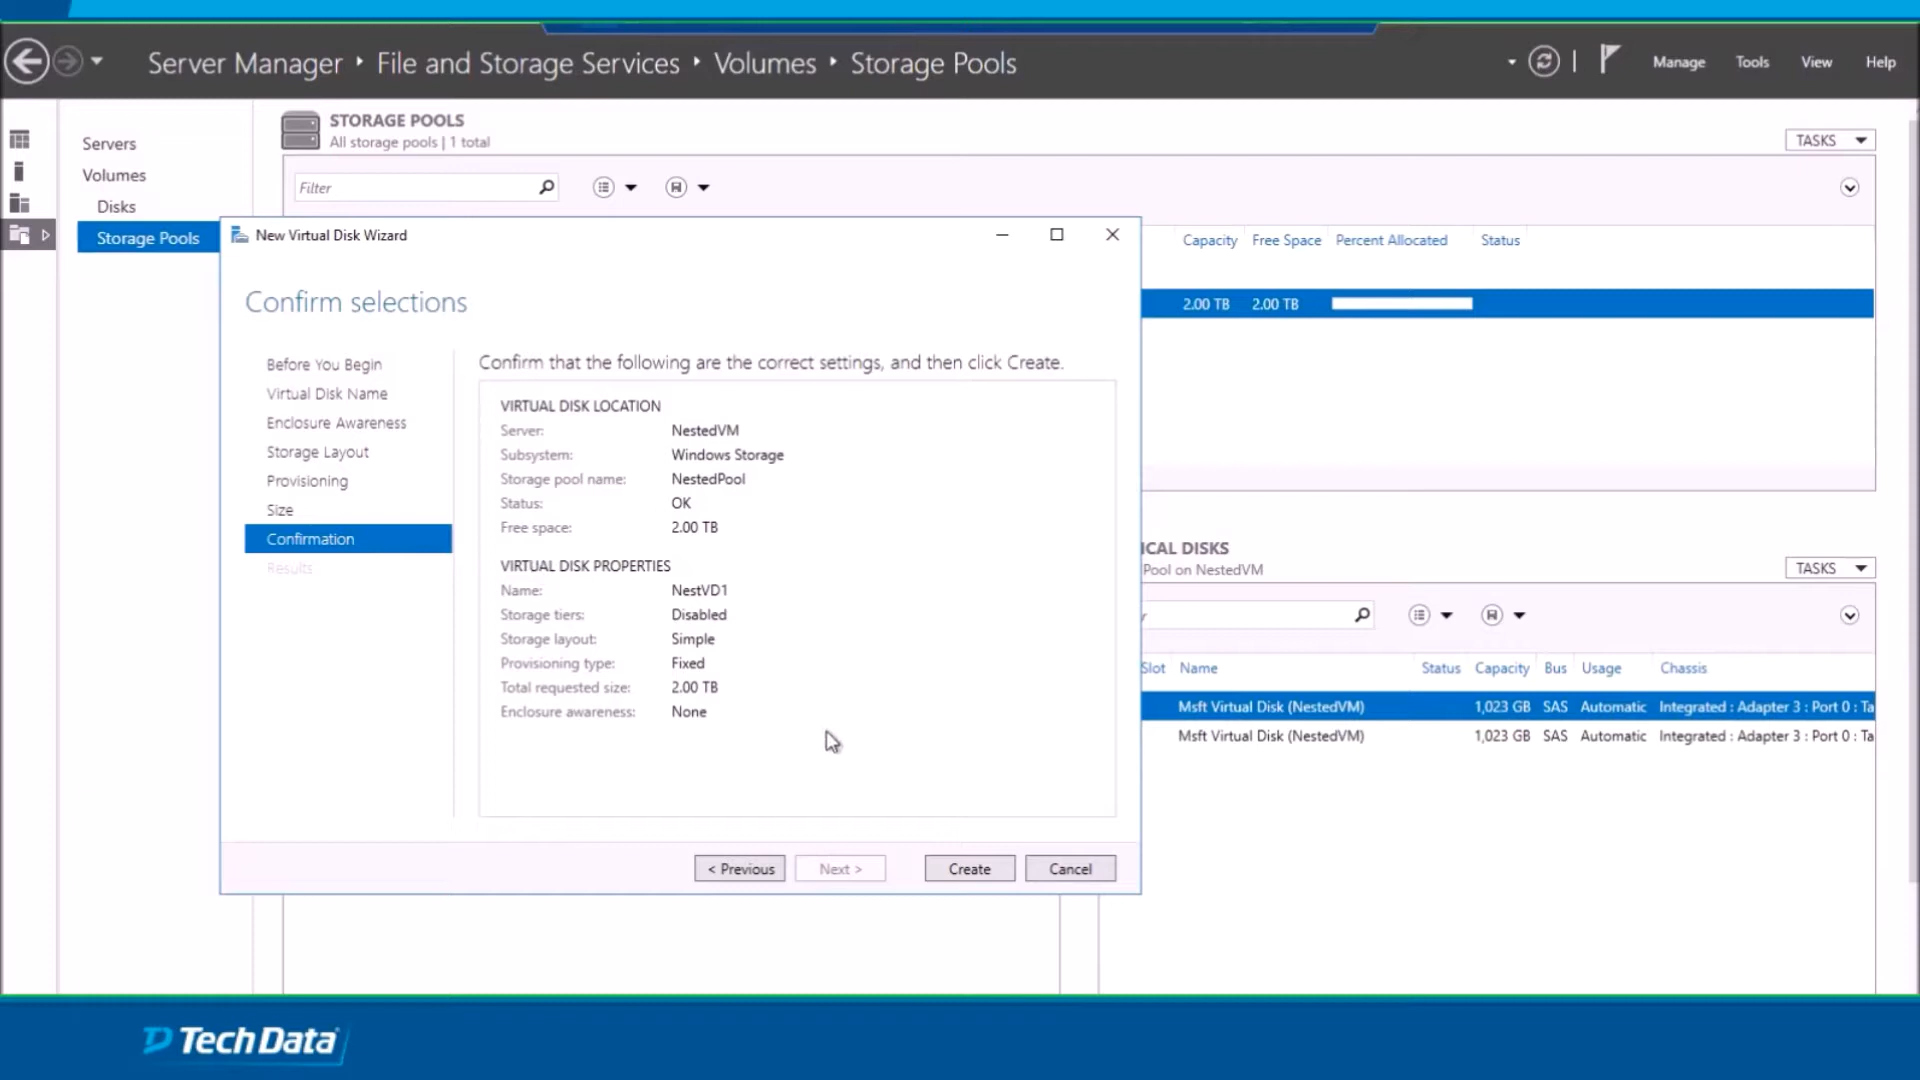 Server Manager ‣ File and Storage Services ‣ Volumes ‣ Storage Pools
Manage Tools View Help
Servers
Volumes
Disks
Storage Pools
STORAGE POOLS
All storage pools | 1 total
TASKS
Filter
Capacity Free Space Percent Allocated Status
2.00 TB 2.00 TB
New Virtual Disk Wizard
Confirm selections
Before You Begin
Virtual Disk Name
Enclosure Awareness
Storage Layout
Provisioning
Size
Confirmation
Results
Confirm that the following are the correct settings, and then click Create.
VIRTUAL DISK LOCATION
Server: NestedVM
Subsystem: Windows Storage
Storage pool name: NestedPool
Status: OK
Free space: 2.00 TB
VIRTUAL DISK PROPERTIES
Name: NestVD1
Storage tiers: Disabled
Storage layout: Simple
Provisioning type: Fixed
Total requested size: 2.00 TB
Enclosure awareness: None
< Previous Next > Create Cancel
ICAL DISKS
Pool on NestedVM
TASKS
Slot Name Status Capacity Bus Usage Chassis
Msft Virtual Disk (NestedVM) 1,023 GB SAS Automatic Integrated : Adapter 3 : Port 0 : Ta
Msft Virtual Disk (NestedVM) 1,023 GB SAS Automatic Integrated : Adapter 3 : Port 0 : Ta
Tech Data